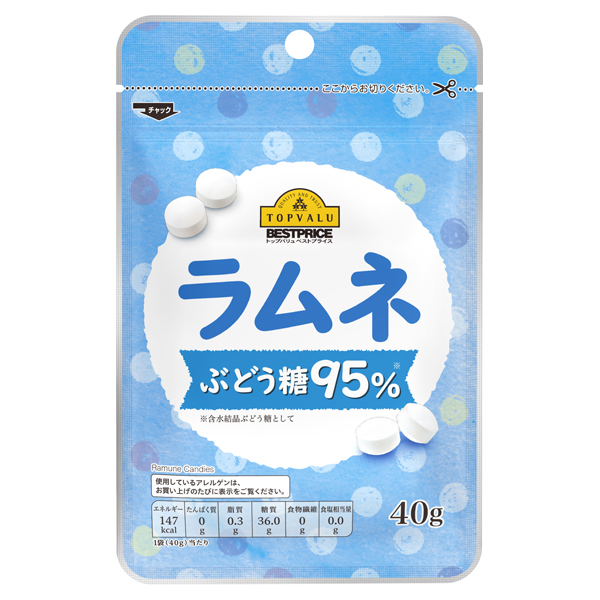 ここからお切りください。
チャック
QUALITY AND TRUST
TOPVALU
BESTPRICE
トップバリュ ベストプライス
ラムネ
ぶどう糖95%※
※含水結晶ぶどう糖として
Ramune Candies
使用しているアレルゲンは、
お買い上げのたびに表示をご覧ください。
エネルギー たんぱく質 脂質 糖質 食物繊維 食塩相当量
147 kcal 0 g 0.3 g 36.0 g 0 g 0.0 g
1袋(40g)当たり
40g